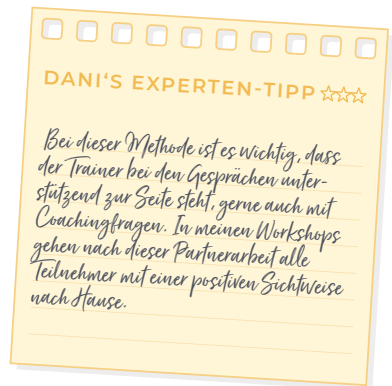 DANI'S EXPERTEN-TIPP
Bei dieser Methode ist es wichtig, dass
der Trainer bei den Gesprächen unter-
stützend zur Seite steht, gerne auch mit
Coachingfragen. In meinen Workshops
gehen nach dieser Partnerarbeit alle
Teilnehmer mit einer positiven Sichtweise
nach Hause.